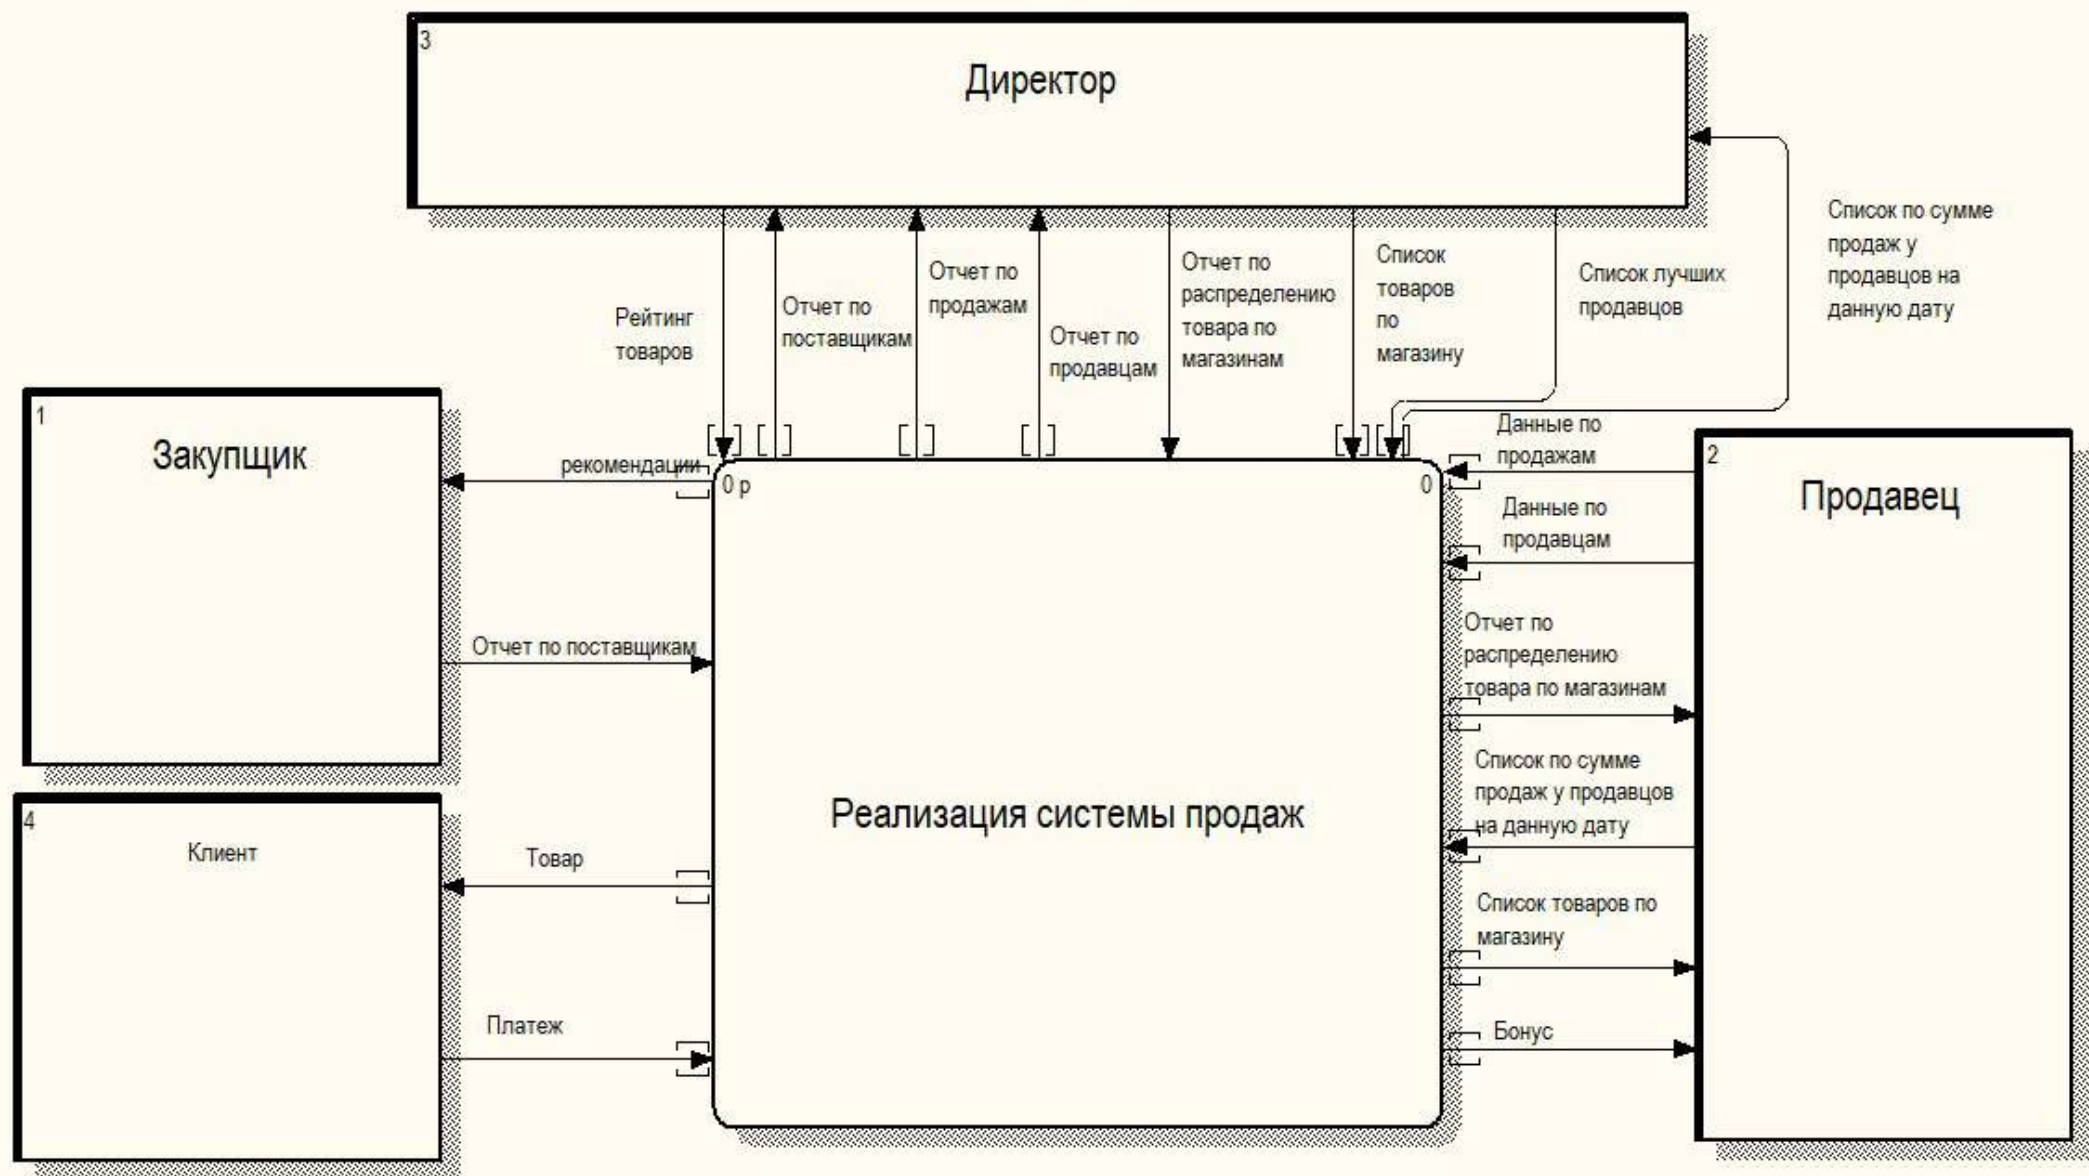 3
Директор
Рейтинг
товаров
Отчет по
поставщикам
Отчет по
продажам
Отчет по
продавцам
Отчет по
распределению
товара по
магазинам
Список
товаров
по
магазину
Список лучших
продавцов
Список по сумме
продаж у
продавцов на
данную дату
1
Закупщик
рекомендации
Отчет по поставщикам
4
Клиент
Товар
Платеж
0 р
0
Реализация системы продаж
Данные по
продажам
Данные по
продавцам
Отчет по
распределению
товара по магазинам
Список по сумме
продаж у продавцов
на данную дату
Список товаров по
магазину
Бонус
2
Продавец